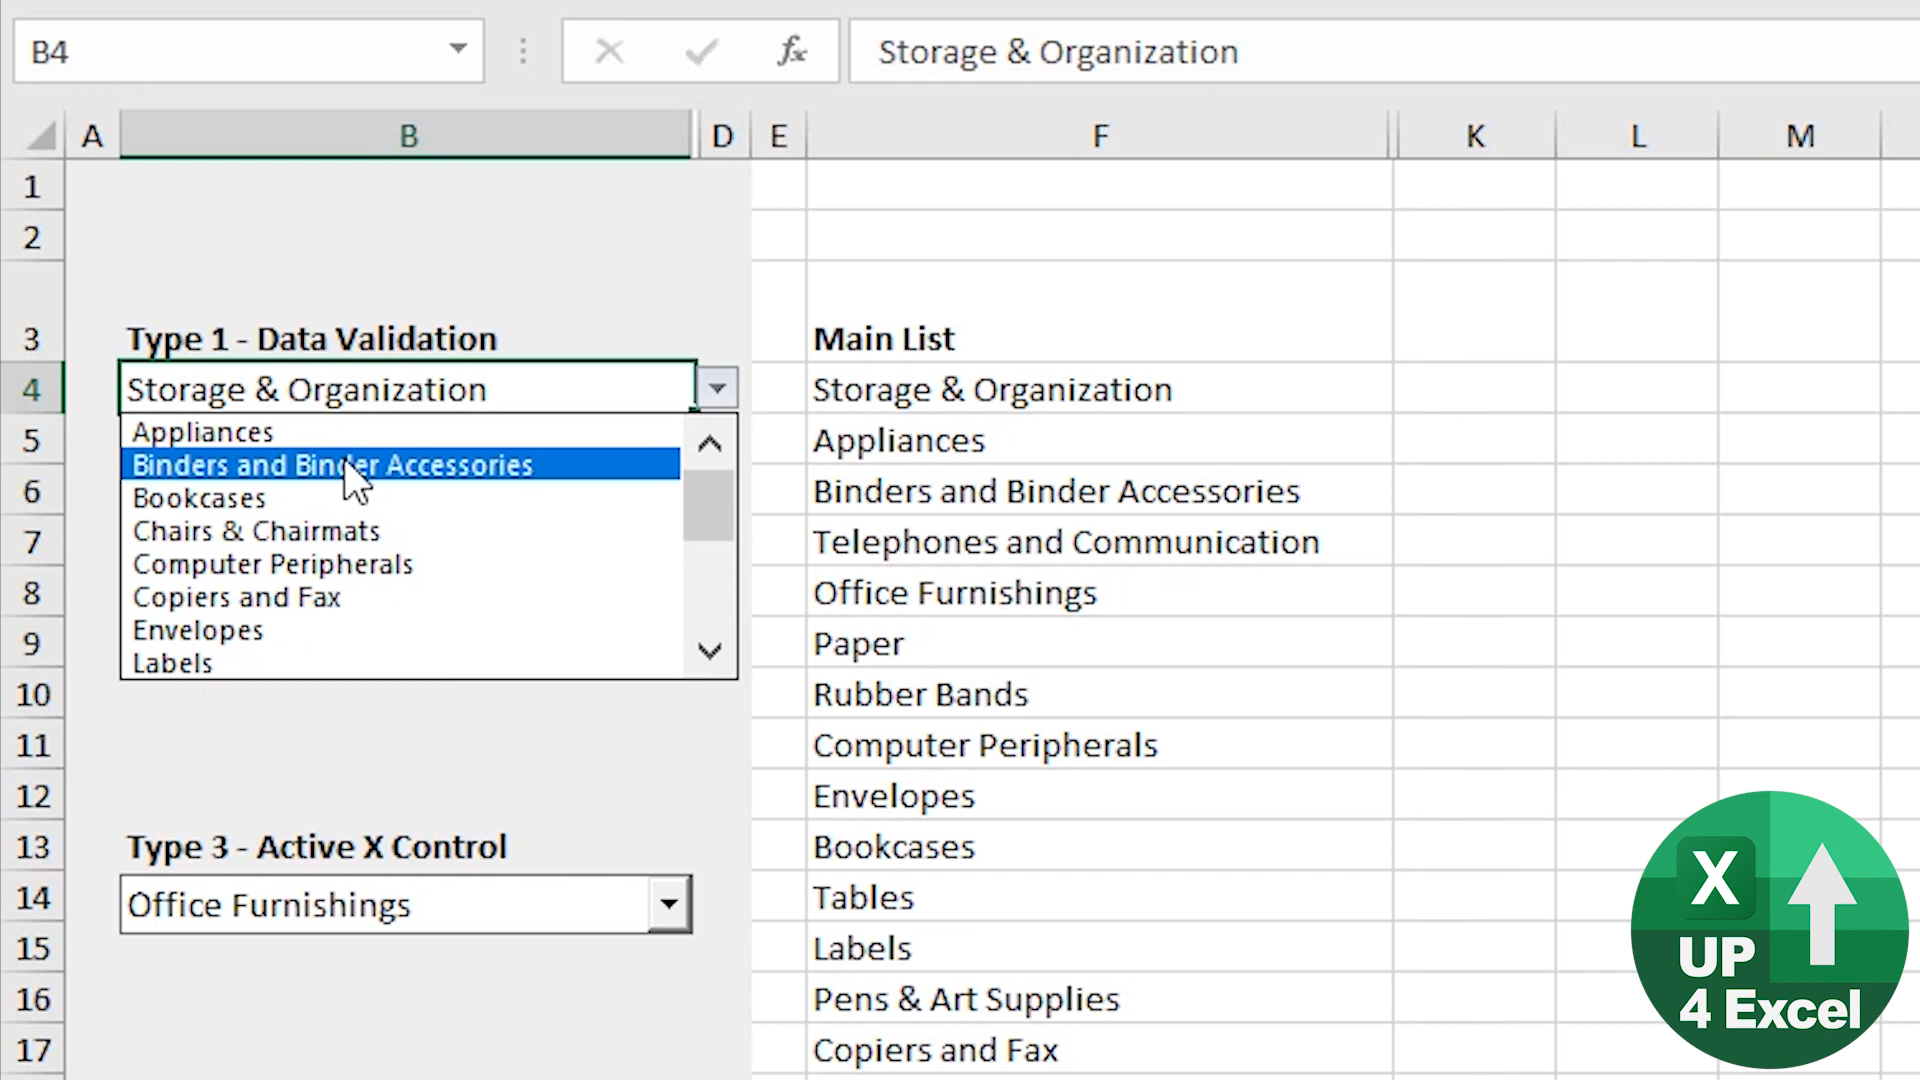 B4
fx
Storage & Organization
A B D E F K L M
1
2
3 Type 1 - Data Validation Main List
4 Storage & Organization Storage & Organization
Appliances
5 Appliances
Binders and Binder Accessories
6 Binders and Binder Accessories
Bookcases
Chairs & Chairmats
7 Telephones and Communication
Computer Peripherals
8 Office Furnishings
Copiers and Fax
Envelopes
9 Paper
Labels
10 Rubber Bands
11 Computer Peripherals
12 Envelopes
13 Type 3 - Active X Control Bookcases
14 Office Furnishings Tables
15 Labels
16 Pens & Art Supplies
17 Copiers and Fax
X
UP
4 Excel